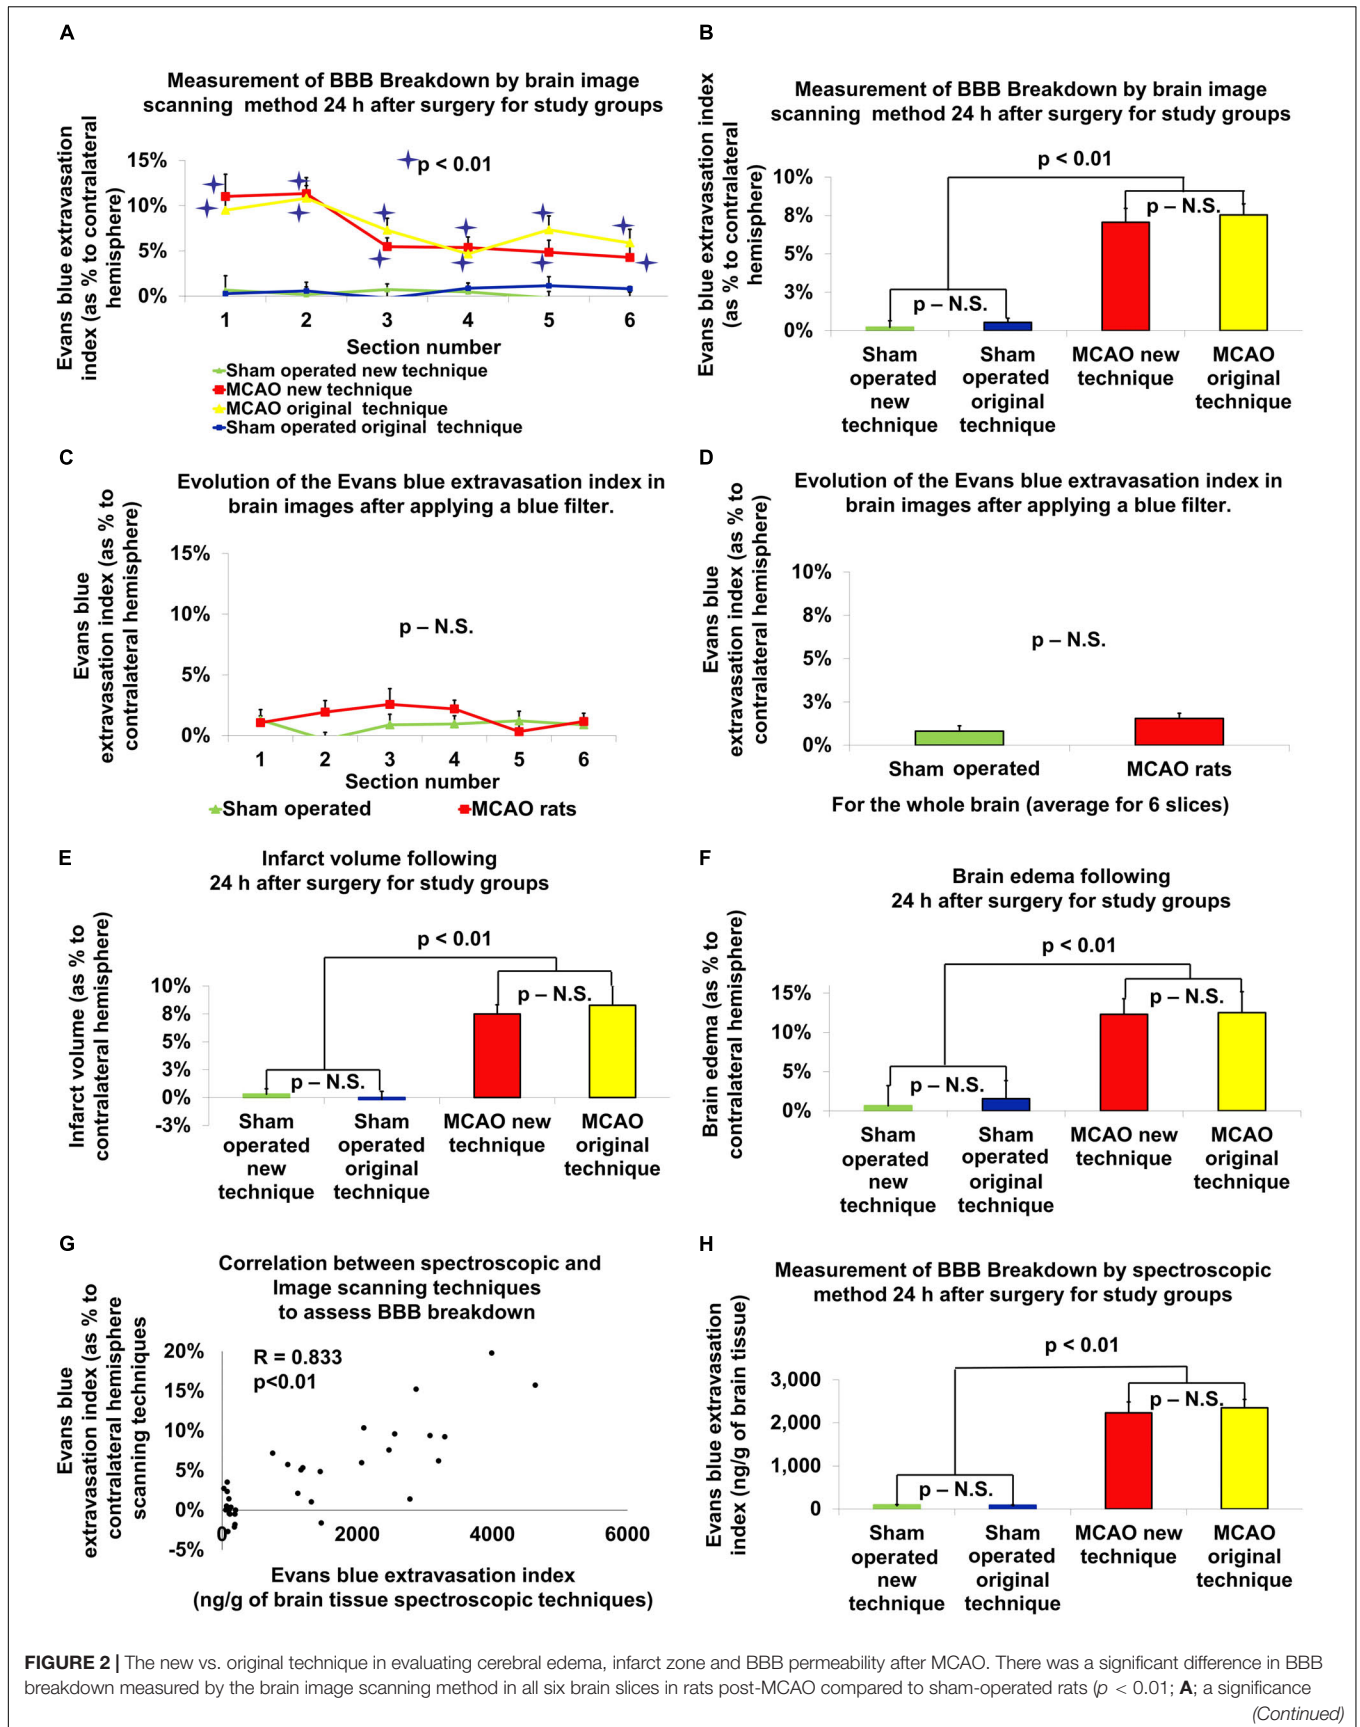 A
Measurement of BBB Breakdown by brain image
scanning method 24 h after surgery for study groups
Evans blue extravasation
index (as % to contralateral
hemisphere)
15%
10%
5%
0%
p < 0.01
1 2 3 4 5 6
Section number
Sham operated new technique
MCAO new technique
MCAO original technique
Sham operated original technique
B
Measurement of BBB Breakdown by brain image
scanning method 24 h after surgery for study groups
Evans blue extravasation index
(as % to contralateral
hemisphere)
10%
8%
5%
3%
0%
p < 0.01
p – N.S.
p – N.S.
Sham
operated
new
technique
Sham
operated
original
technique
MCAO new
technique
MCAO
original
technique
C
Evolution of the Evans blue extravasation index in
brain images after applying a blue filter.
Evans blue
extravasation index (as % to
contralateral hemisphere)
15%
10%
5%
0%
p – N.S.
1 2 3 4 5 6
Section number
Sham operated
MCAO rats
D
Evolution of the Evans blue extravasation index in
brain images after applying a blue filter.
Evans blue
extravasation index (as % to
contralateral hemisphere)
10%
8%
5%
3%
0%
p – N.S.
Sham operated
MCAO rats
For the whole brain (average for 6 slices)
E
Infarct volume following
24 h after surgery for study groups
Infarct volume (as % to
contralateral hemisphere)
10%
8%
5%
3%
0%
-3%
p < 0.01
p – N.S.
p – N.S.
Sham
operated
new
technique
Sham
operated
original
technique
MCAO new
technique
MCAO
original
technique
F
Brain edema following
24 h after surgery for study groups
Brain edema (as % to
contralateral hemisphere)
15%
10%
5%
0%
p < 0.01
p – N.S.
p – N.S.
Sham
operated
new
technique
Sham
operated
original
technique
MCAO new
technique
MCAO
original
technique
G
Correlation between spectroscopic and
Image scanning techniques
to assess BBB breakdown
Evans blue
extravasation index (as % to
contralateral hemisphere
scanning techniques
20%
15%
10%
5%
0%
-5%
R = 0.833
p<0.01
0 2000 4000 6000
Evans blue extravasation index
(ng/g of brain tissue spectroscopic techniques)
H
Measurement of BBB Breakdown by spectroscopic
method 24 h after surgery for study groups
Evans blue extravasation
index (ng/g of brain tissue)
3,000
2,000
1,000
0
p < 0.01
p – N.S.
p – N.S.
Sham
operated
new
technique
Sham
operated
original
technique
MCAO new
technique
MCAO
original
technique
FIGURE 2 | The new vs. original technique in evaluating cerebral edema, infarct zone and BBB permeability after MCAO. There was a significant difference in BBB
breakdown measured by the brain image scanning method in all six brain slices in rats post-MCAO compared to sham-operated rats (p < 0.01; A; a significance
(Continued)